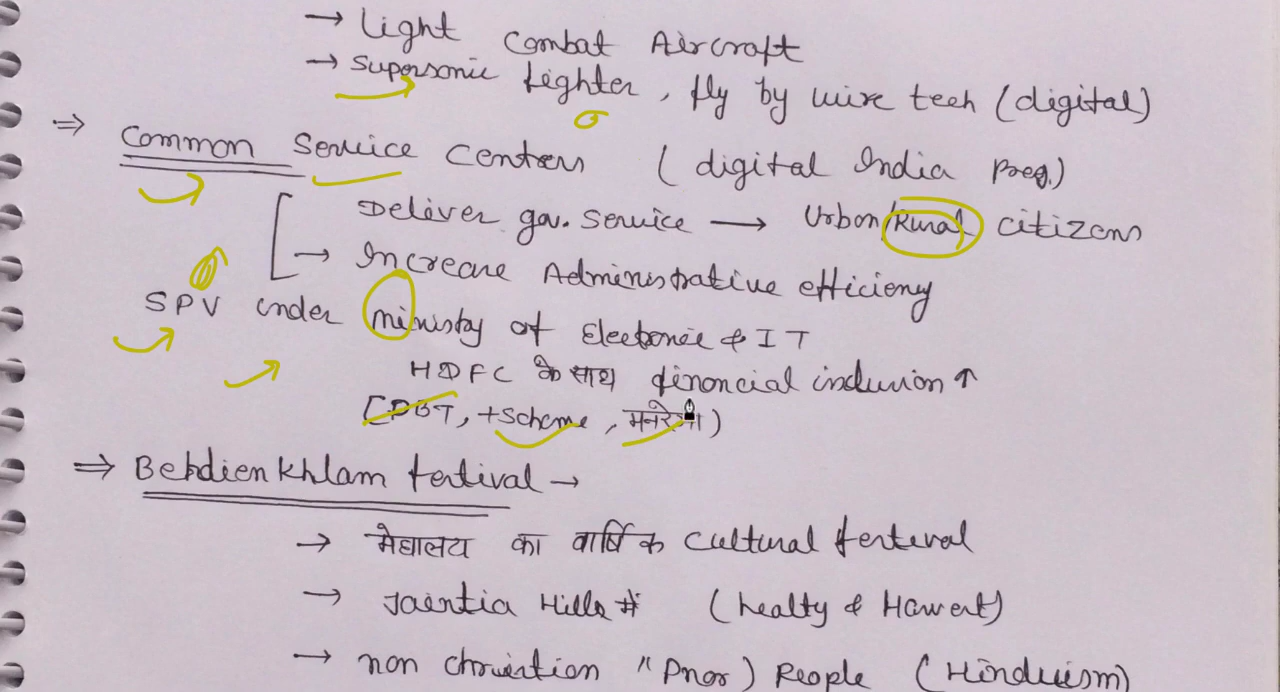 → Light Combat Aircraft
→ Supersonic fighter, fly by wire tech (digital)
⇒ Common Service Centers (digital India Prog.)
Deliver gov. Service → Urban/Rural citizens
→ Increase Administrative efficieny
SPV under ministry of Electronic & IT
HDFC के साथ financial inclusion ↑
[DBT, +Scheme, मनरेगा)
⇒ Behdienkhlam festival →
→ मेघालय का वार्षिक Cultural festival
→ Jaintia Hills # (healty & Harvest)
→ non christian "Pnar) People (Hinduism)